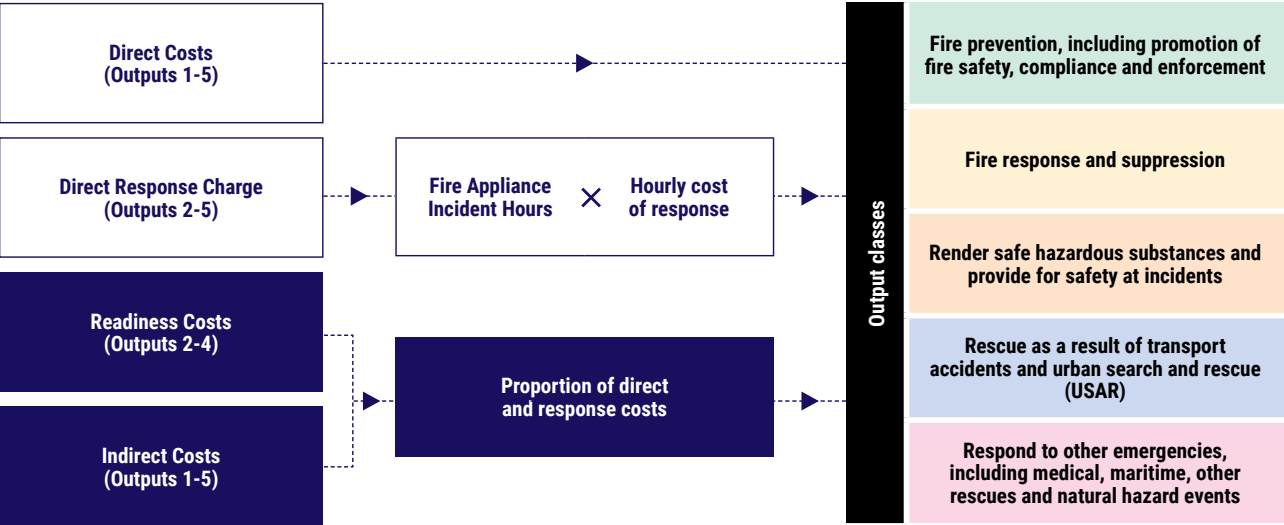 Direct Costs
(Outputs 1-5)
Direct Response Charge
(Outputs 2-5)
Fire Appliance
Incident Hours
×
Hourly cost
of response
Readiness Costs
(Outputs 2-4)
Indirect Costs
(Outputs 1-5)
Proportion of direct
and response costs
Output classes
Fire prevention, including promotion of
fire safety, compliance and enforcement
Fire response and suppression
Render safe hazardous substances and
provide for safety at incidents
Rescue as a result of transport
accidents and urban search and rescue
(USAR)
Respond to other emergencies,
including medical, maritime, other
rescues and natural hazard events